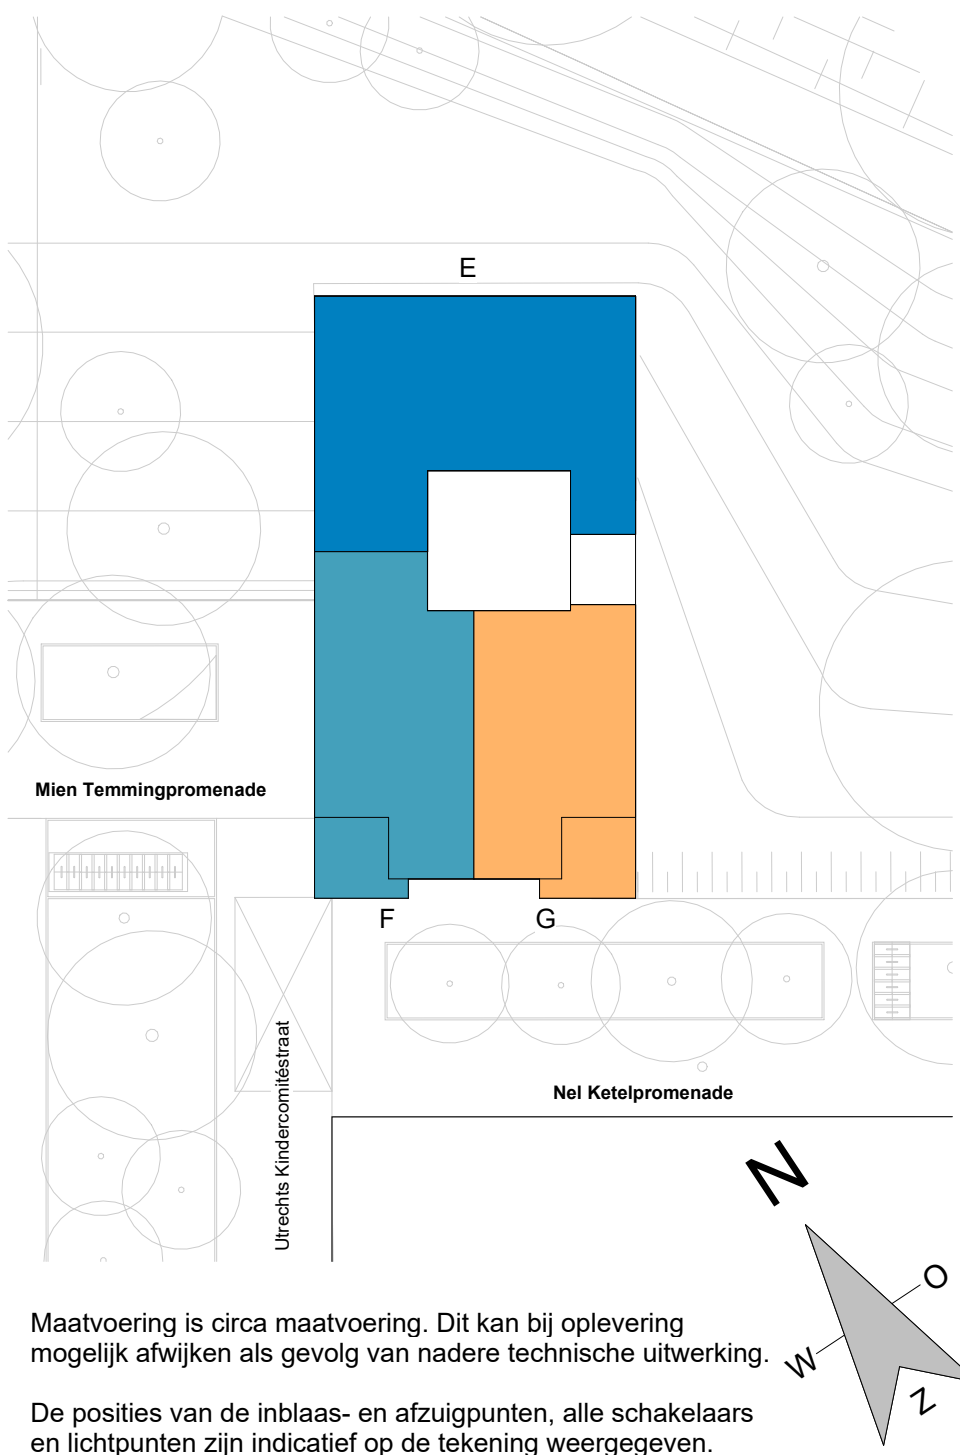 E
Mien Temmingpromenade
F
G
Utrechts Kindercomitéstraat
Nel Ketelpromenade
N
O
W
Z
Maatvoering is circa maatvoering. Dit kan bij oplevering
mogelijk afwijken als gevolg van nadere technische uitwerking.
De posities van de inblaas- en afzuigpunten, alle schakelaars
en lichtpunten zijn indicatief op de tekening weergegeven.